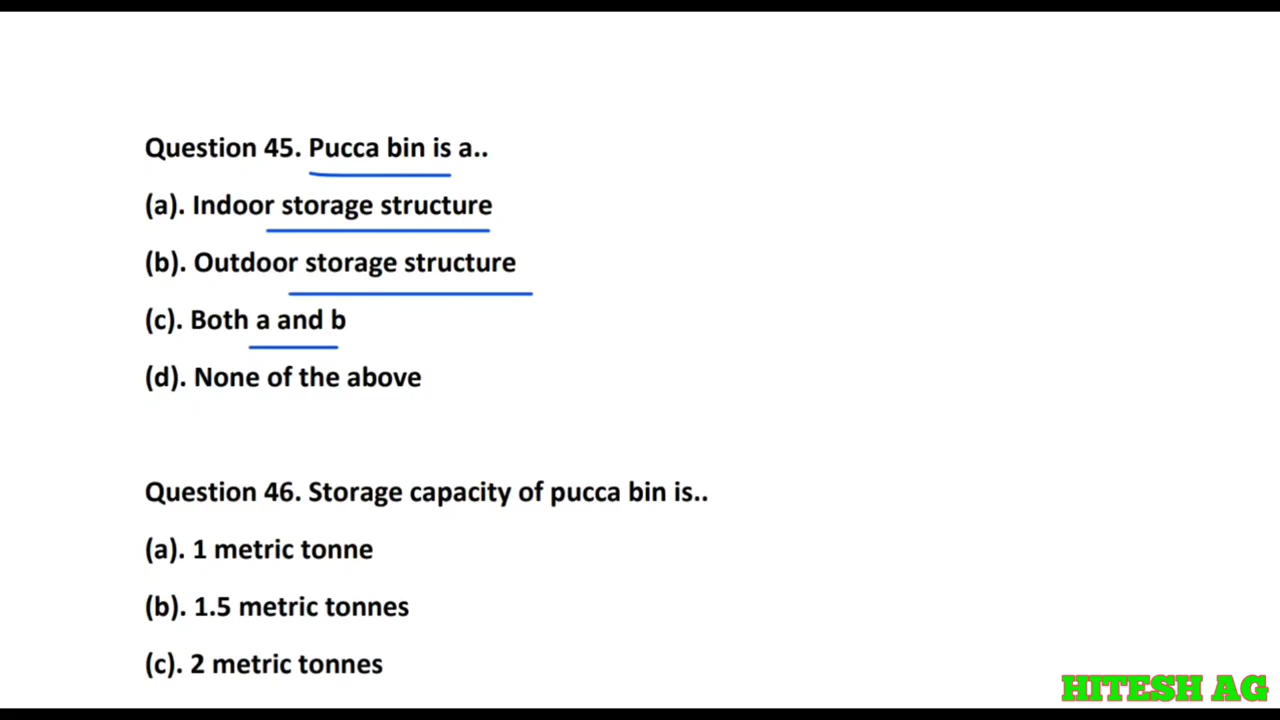 Question 45. Pucca bin is a..
(a). Indoor storage structure
(b). Outdoor storage structure
(c). Both a and b
(d). None of the above
Question 46. Storage capacity of pucca bin is..
(a). 1 metric tonne
(b). 1.5 metric tonnes
(c). 2 metric tonnes
HITESH AG